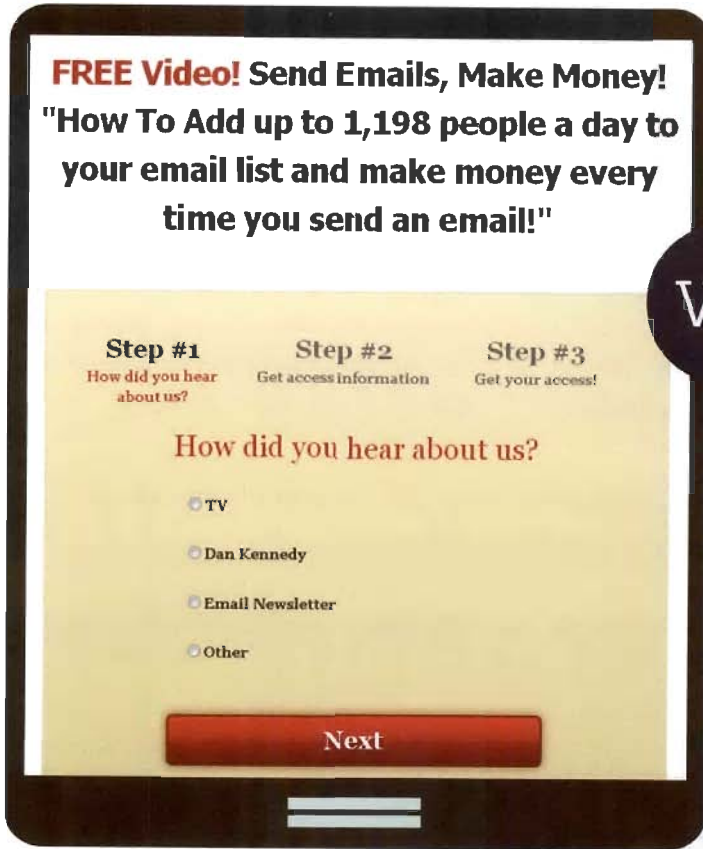 FREE Video! Send Emails, Make Money!
"How To Add up to 1,198 people a day to
your email list and make money every
time you send an email!"
Step #1
How did you hear
about us?
Step #2
Get access information
Step #3
Get your access!
How did you hear about us?
TV
Dan Kennedy
Email Newsletter
Other
Next